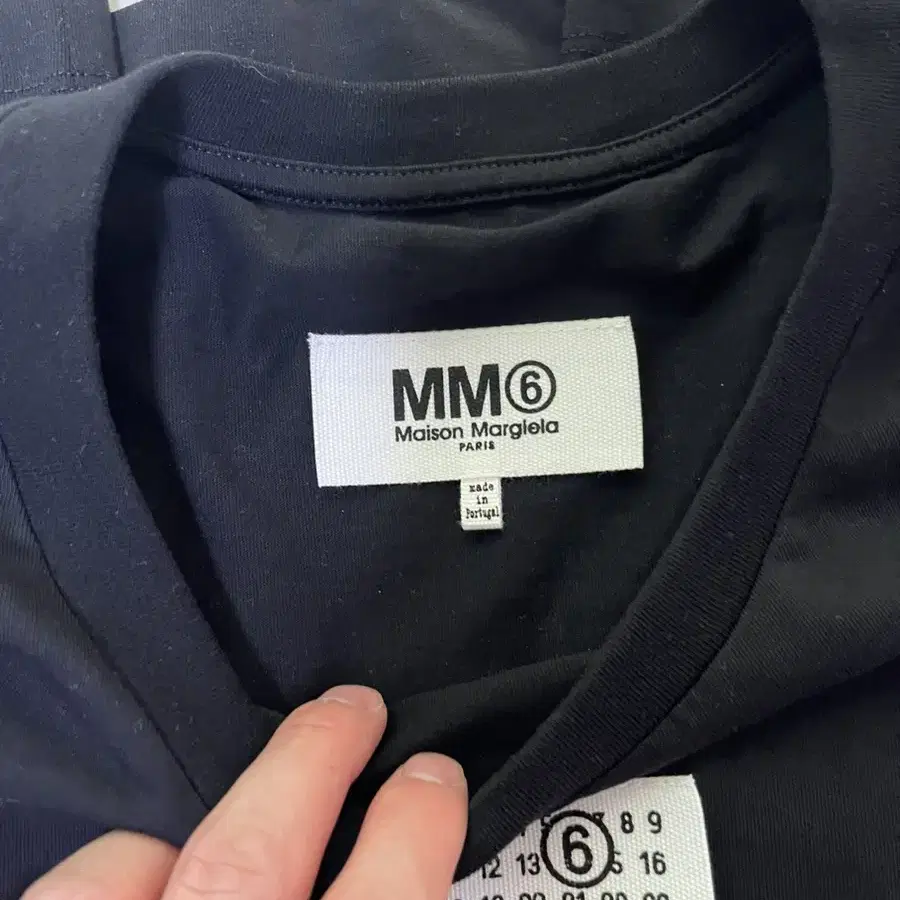 MM⑥
Maison Margiela
PARIS
made
in
Portugal
8 9
6
12 13 16